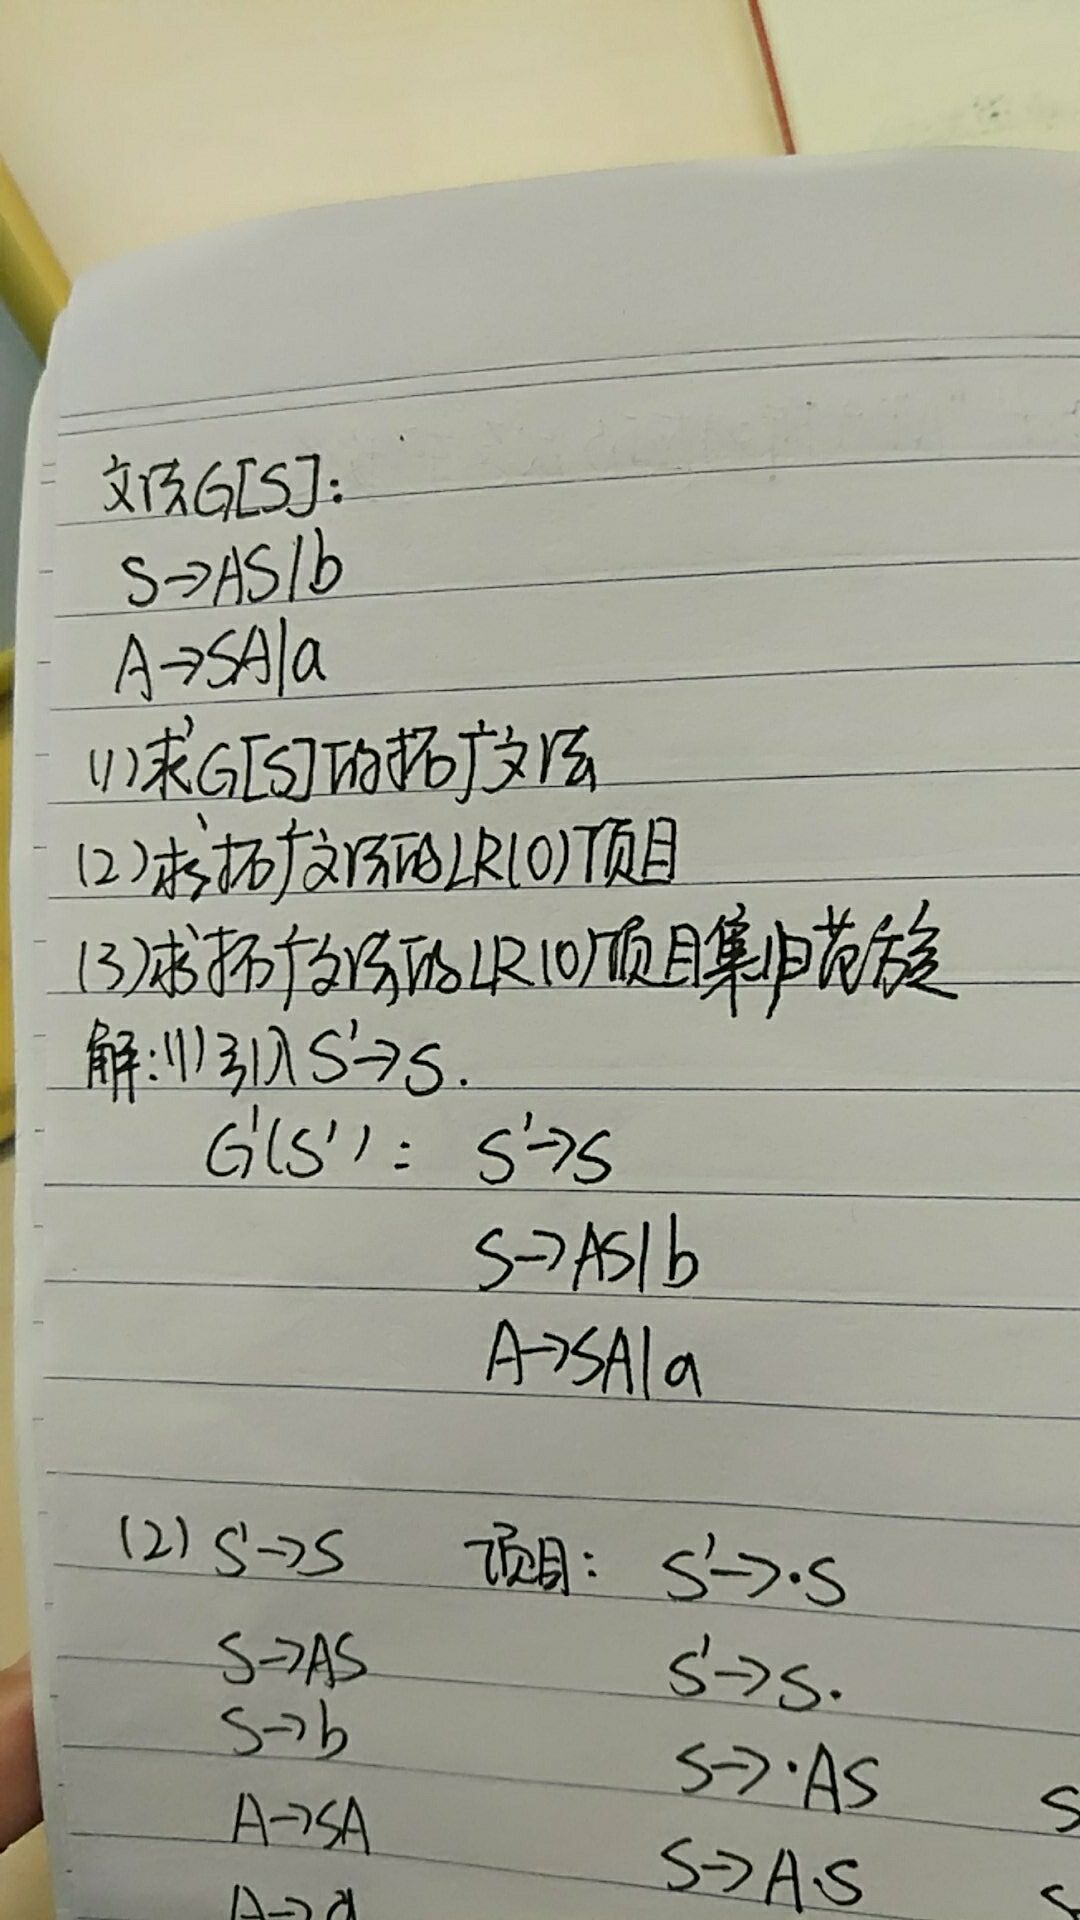 文法G[S]:
S→AS|b
A→SA|a
(1)求G[S]的拓广文法
(2)求拓广文法的LR(0)项目
(3)求拓广文法的LR(0)项目集归范族
解:(1)引入S'→S.
G'(S'): S'→S
S→AS|b
A→SA|a
(2) S'→S 项目: S'→·S
S→AS S'→S·
S→b S→·AS S
A→SA S→A·S S
A→a